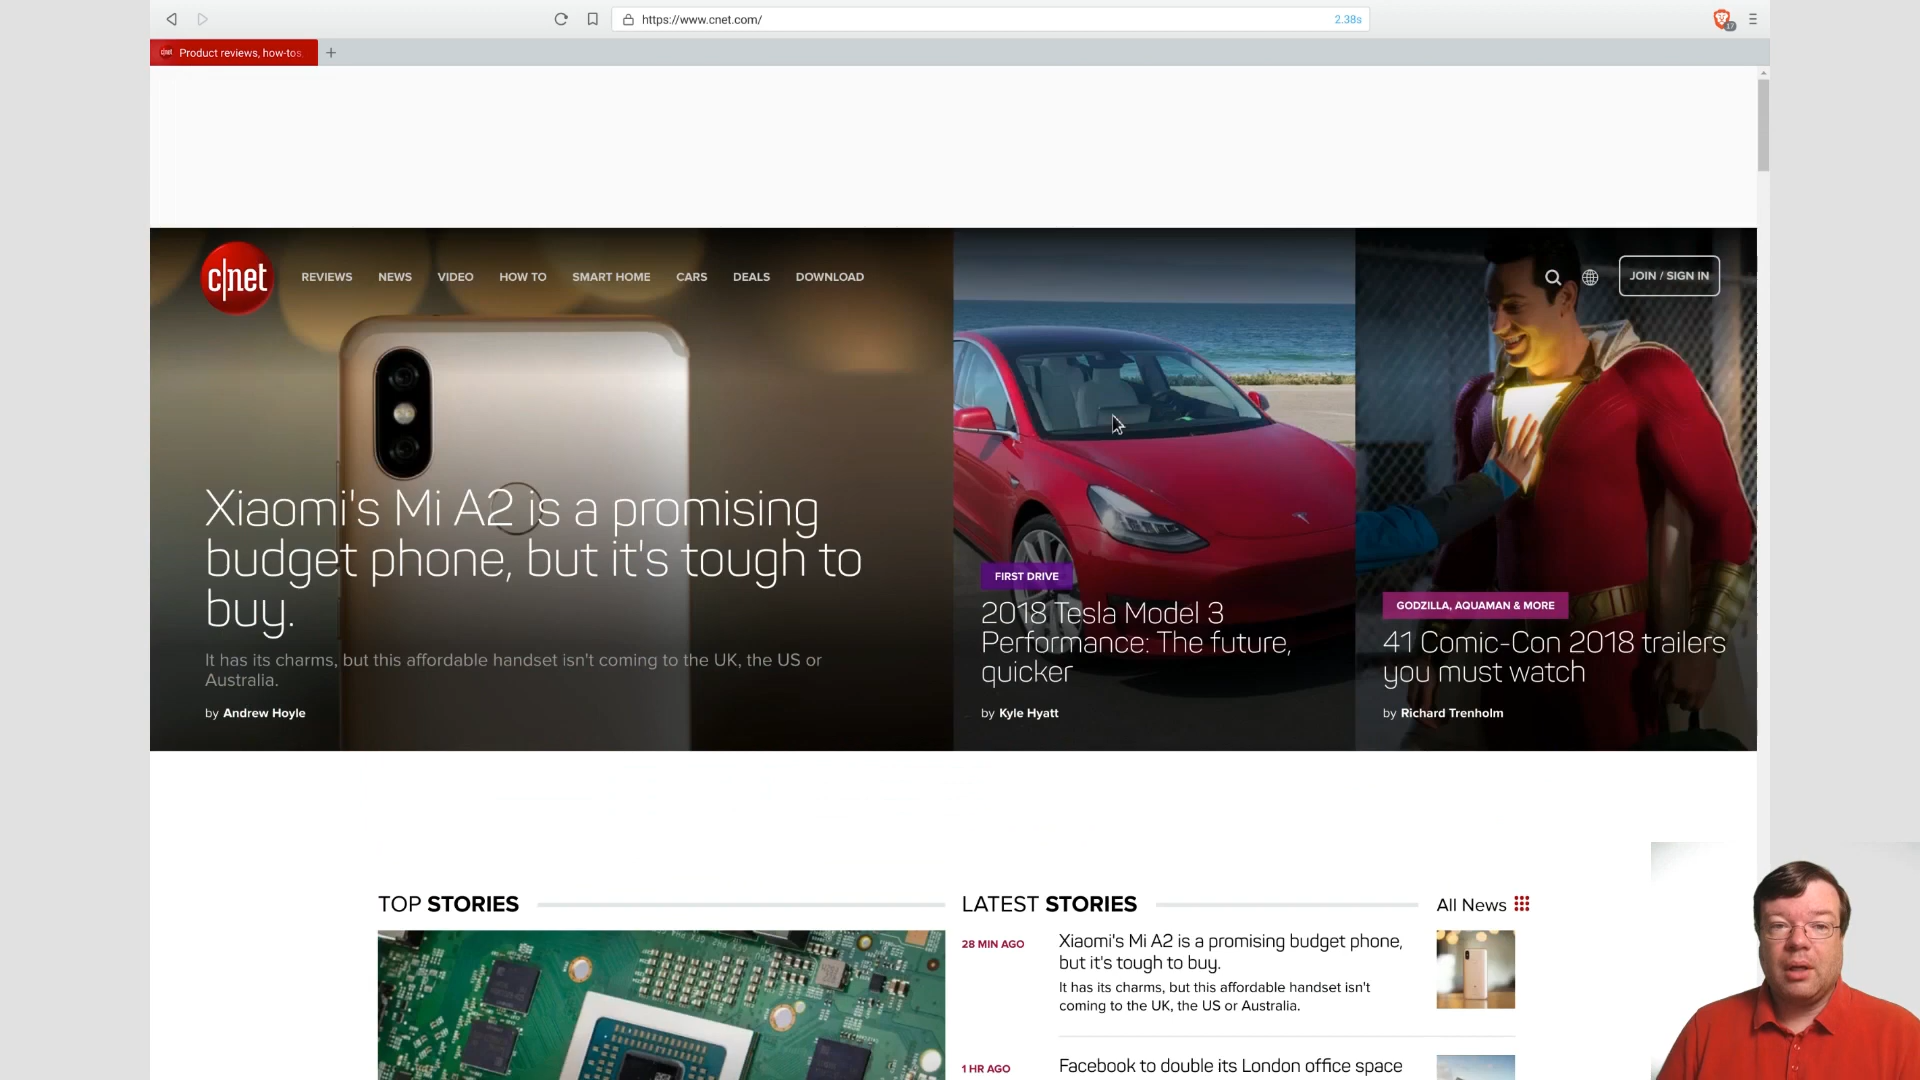 https://www.cnet.com/
2.38s
17
cnet
Product reviews, how-tos
c|net
REVIEWS
NEWS
VIDEO
HOW TO
SMART HOME
CARS
DEALS
DOWNLOAD
JOIN / SIGN IN
Xiaomi's Mi A2 is a promising
budget phone, but it's tough to
buy.
It has its charms, but this affordable handset isn't coming to the UK, the US or
Australia.
by Andrew Hoyle
FIRST DRIVE
2018 Tesla Model 3
Performance: The future,
quicker
by Kyle Hyatt
GODZILLA, AQUAMAN & MORE
41 Comic-Con 2018 trailers
you must watch
by Richard Trenholm
TOP STORIES
LATEST STORIES
All News
28 MIN AGO
Xiaomi's Mi A2 is a promising budget phone,
but it's tough to buy.
It has its charms, but this affordable handset isn't
coming to the UK, the US or Australia.
1 HR AGO
Facebook to double its London office space